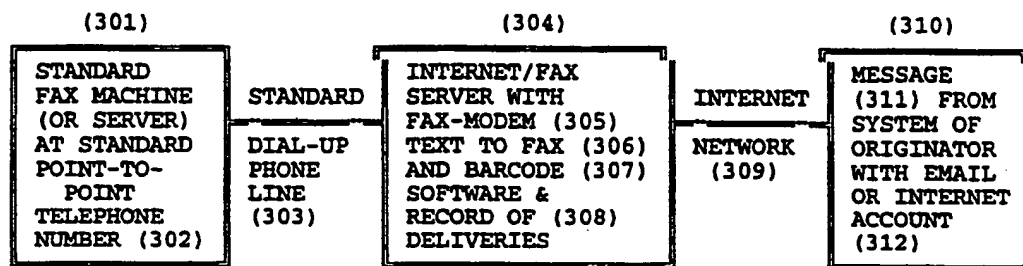 (301)
(304)
(310)
STANDARD
FAX MACHINE
(OR SERVER)
AT STANDARD
POINT-TO-
POINT
TELEPHONE
NUMBER (302)
STANDARD
DIAL-UP
PHONE
LINE
(303)
INTERNET/FAX
SERVER WITH
FAX-MODEM (305)
TEXT TO FAX (306)
AND BARCODE (307)
SOFTWARE &
RECORD OF (308)
DELIVERIES
INTERNET
NETWORK
(309)
MESSAGE
(311) FROM
SYSTEM OF
ORIGINATOR
WITH EMAIL
OR INTERNET
ACCOUNT
(312)